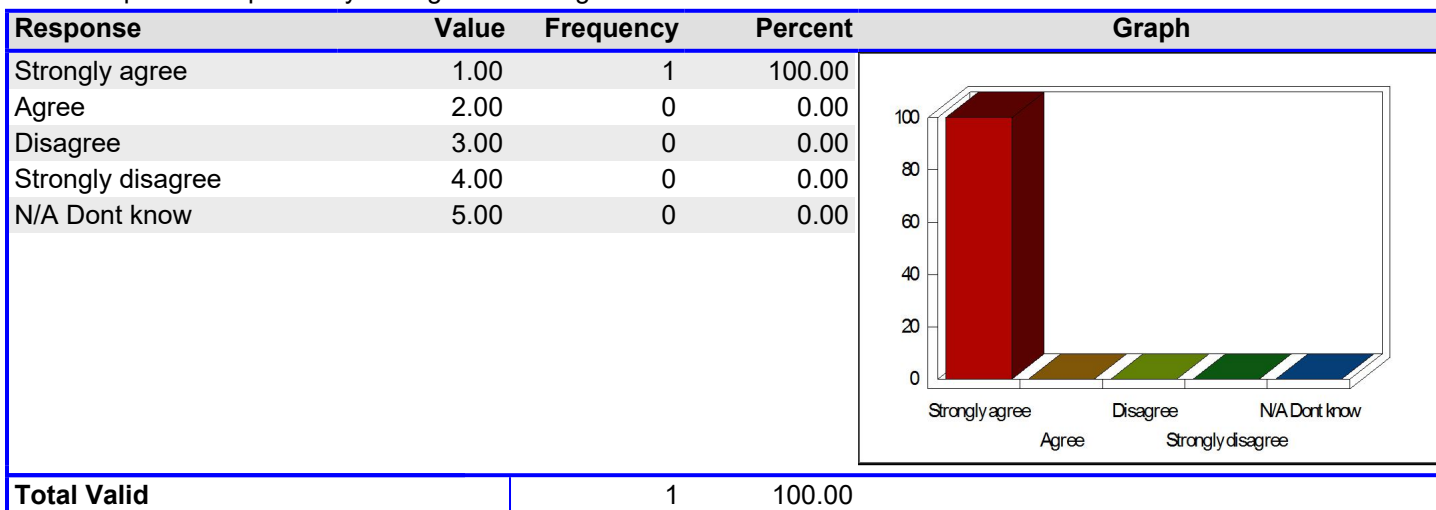 Response Value Frequency Percent Graph
Strongly agree 1.00 1 100.00
Agree 2.00 0 0.00
Disagree 3.00 0 0.00
Strongly disagree 4.00 0 0.00
N/A Dont know 5.00 0 0.00
100
80
60
40
20
0
Strongly agree Disagree N/A Dont know
Agree Strongly disagree
Total Valid 1 100.00